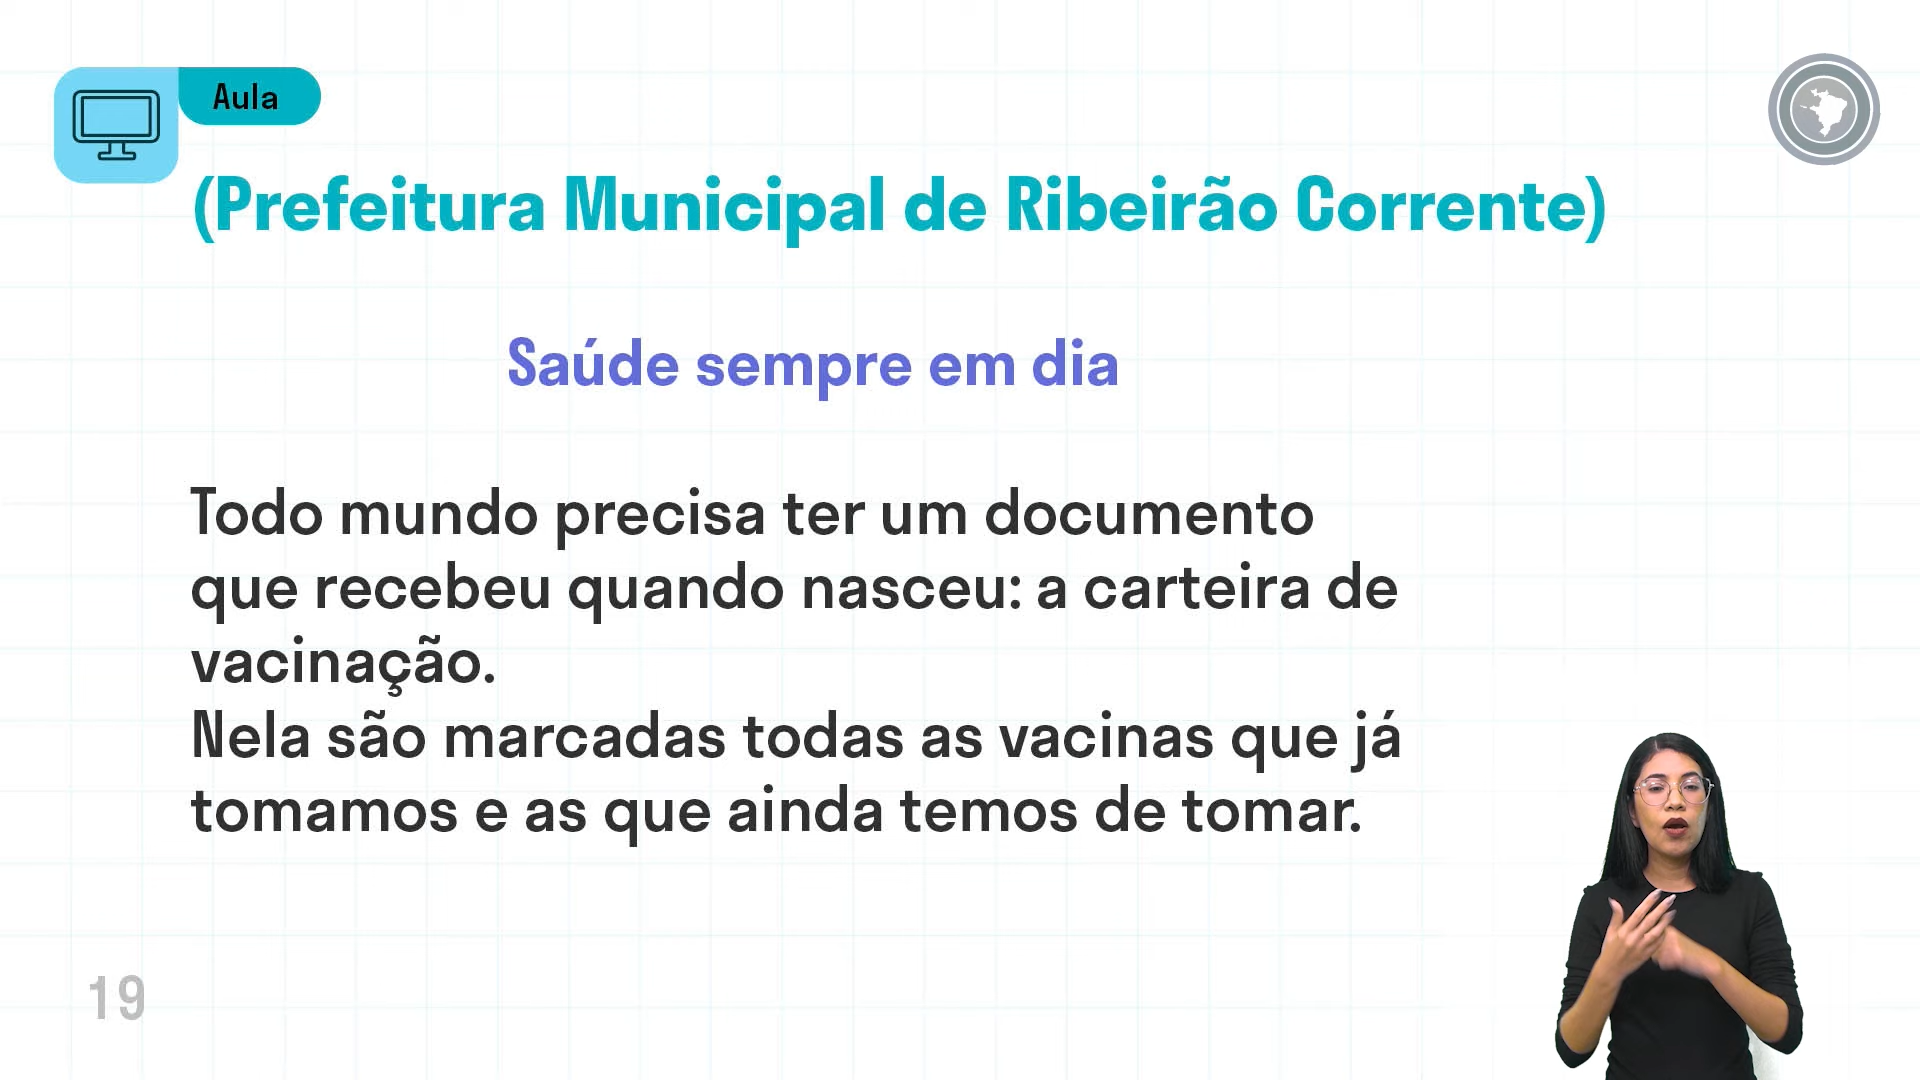 Aula
(Prefeitura Municipal de Ribeirão Corrente)
Saúde sempre em dia
Todo mundo precisa ter um documento
que recebeu quando nasceu: a carteira de
vacinação.
Nela são marcadas todas as vacinas que já
tomamos e as que ainda temos de tomar.
19